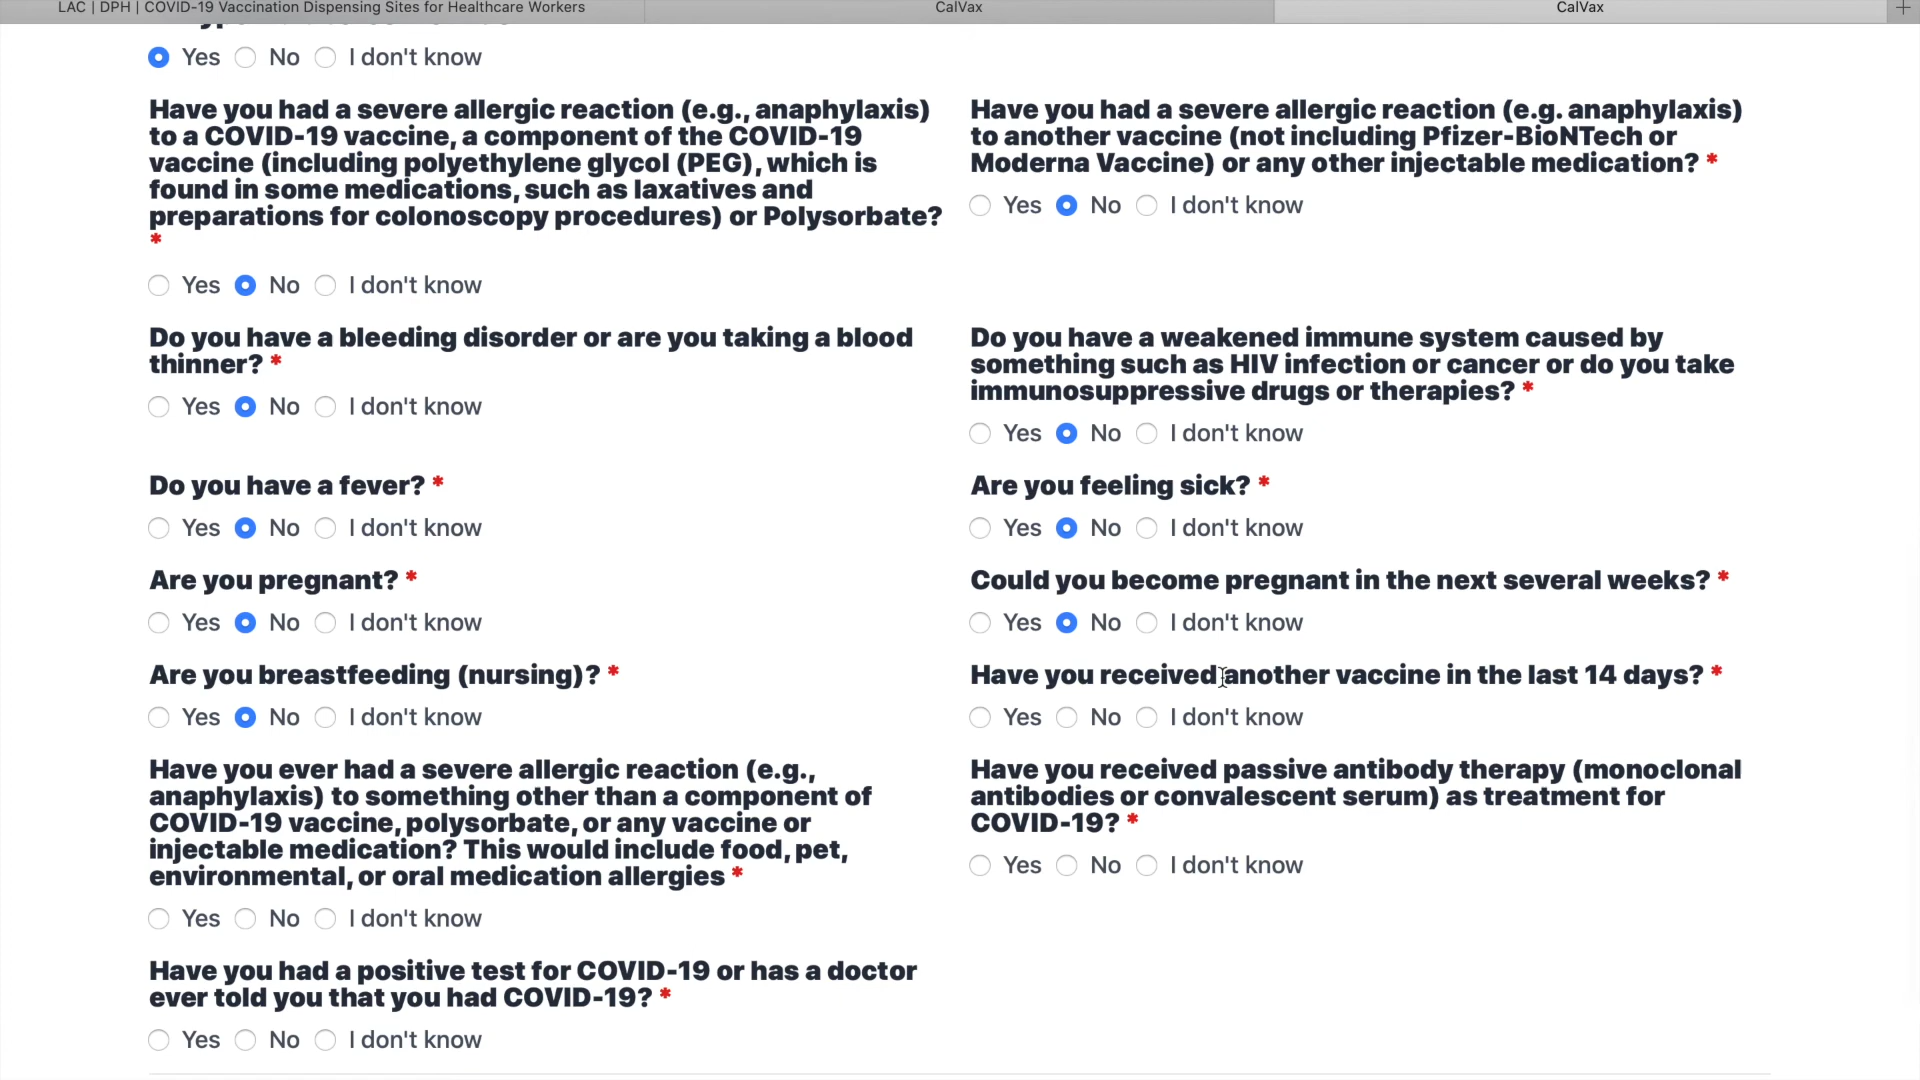 LAC | DPH | COVID-19 Vaccination Dispensing Sites for Healthcare Workers
CalVax
CalVax
Yes No I don't know
Have you had a severe allergic reaction (e.g., anaphylaxis)
to a COVID-19 vaccine, a component of the COVID-19
vaccine (including polyethylene glycol (PEG), which is
found in some medications, such as laxatives and
preparations for colonoscopy procedures) or Polysorbate?
*
Yes No I don't know
Have you had a severe allergic reaction (e.g. anaphylaxis)
to another vaccine (not including Pfizer-BioNTech or
Moderna Vaccine) or any other injectable medication? *
Yes No I don't know
Do you have a bleeding disorder or are you taking a blood
thinner? *
Yes No I don't know
Do you have a weakened immune system caused by
something such as HIV infection or cancer or do you take
immunosuppressive drugs or therapies? *
Yes No I don't know
Do you have a fever? *
Yes No I don't know
Are you feeling sick? *
Yes No I don't know
Are you pregnant? *
Yes No I don't know
Could you become pregnant in the next several weeks? *
Yes No I don't know
Are you breastfeeding (nursing)? *
Yes No I don't know
Have you received another vaccine in the last 14 days? *
Yes No I don't know
Have you ever had a severe allergic reaction (e.g.,
anaphylaxis) to something other than a component of
COVID-19 vaccine, polysorbate, or any vaccine or
injectable medication? This would include food, pet,
environmental, or oral medication allergies *
Yes No I don't know
Have you received passive antibody therapy (monoclonal
antibodies or convalescent serum) as treatment for
COVID-19? *
Yes No I don't know
Have you had a positive test for COVID-19 or has a doctor
ever told you that you had COVID-19? *
Yes No I don't know